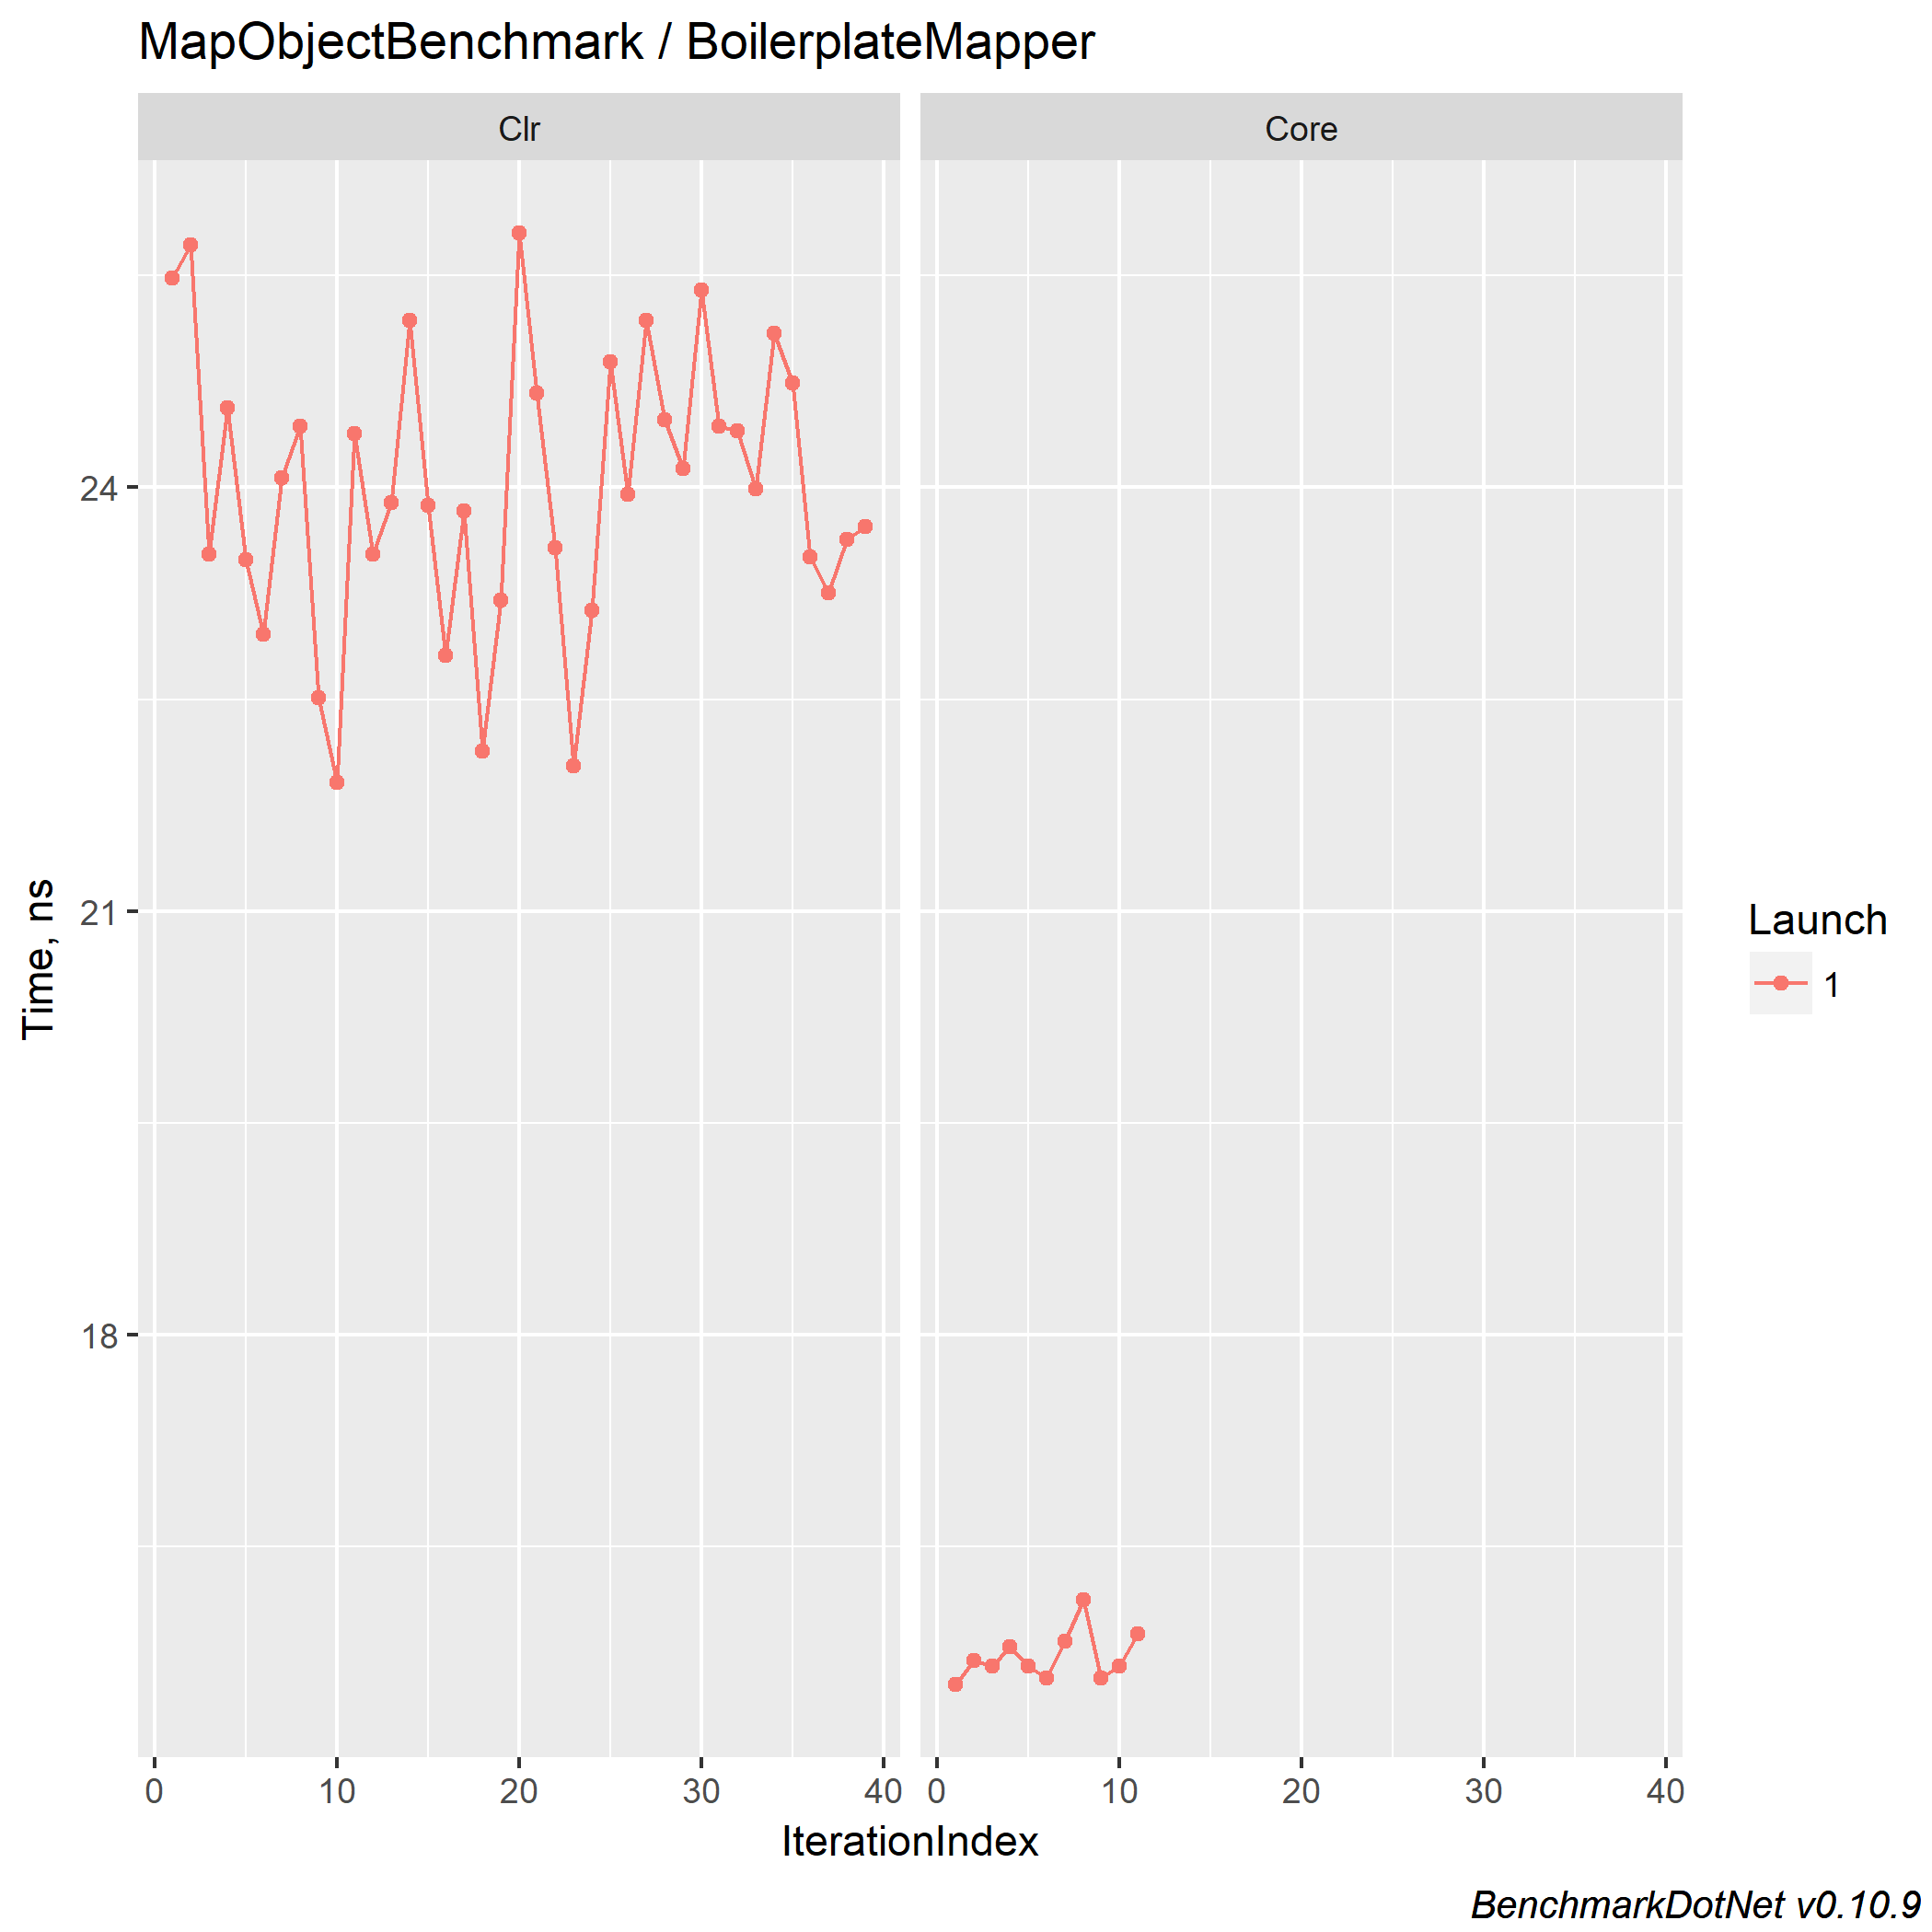 MapObjectBenchmark / BoilerplateMapper
Clr
Core
24
21
18
Time, ns
0 10 20 30 40
0 10 20 30 40
IterationIndex
Launch
1
BenchmarkDotNet v0.10.9